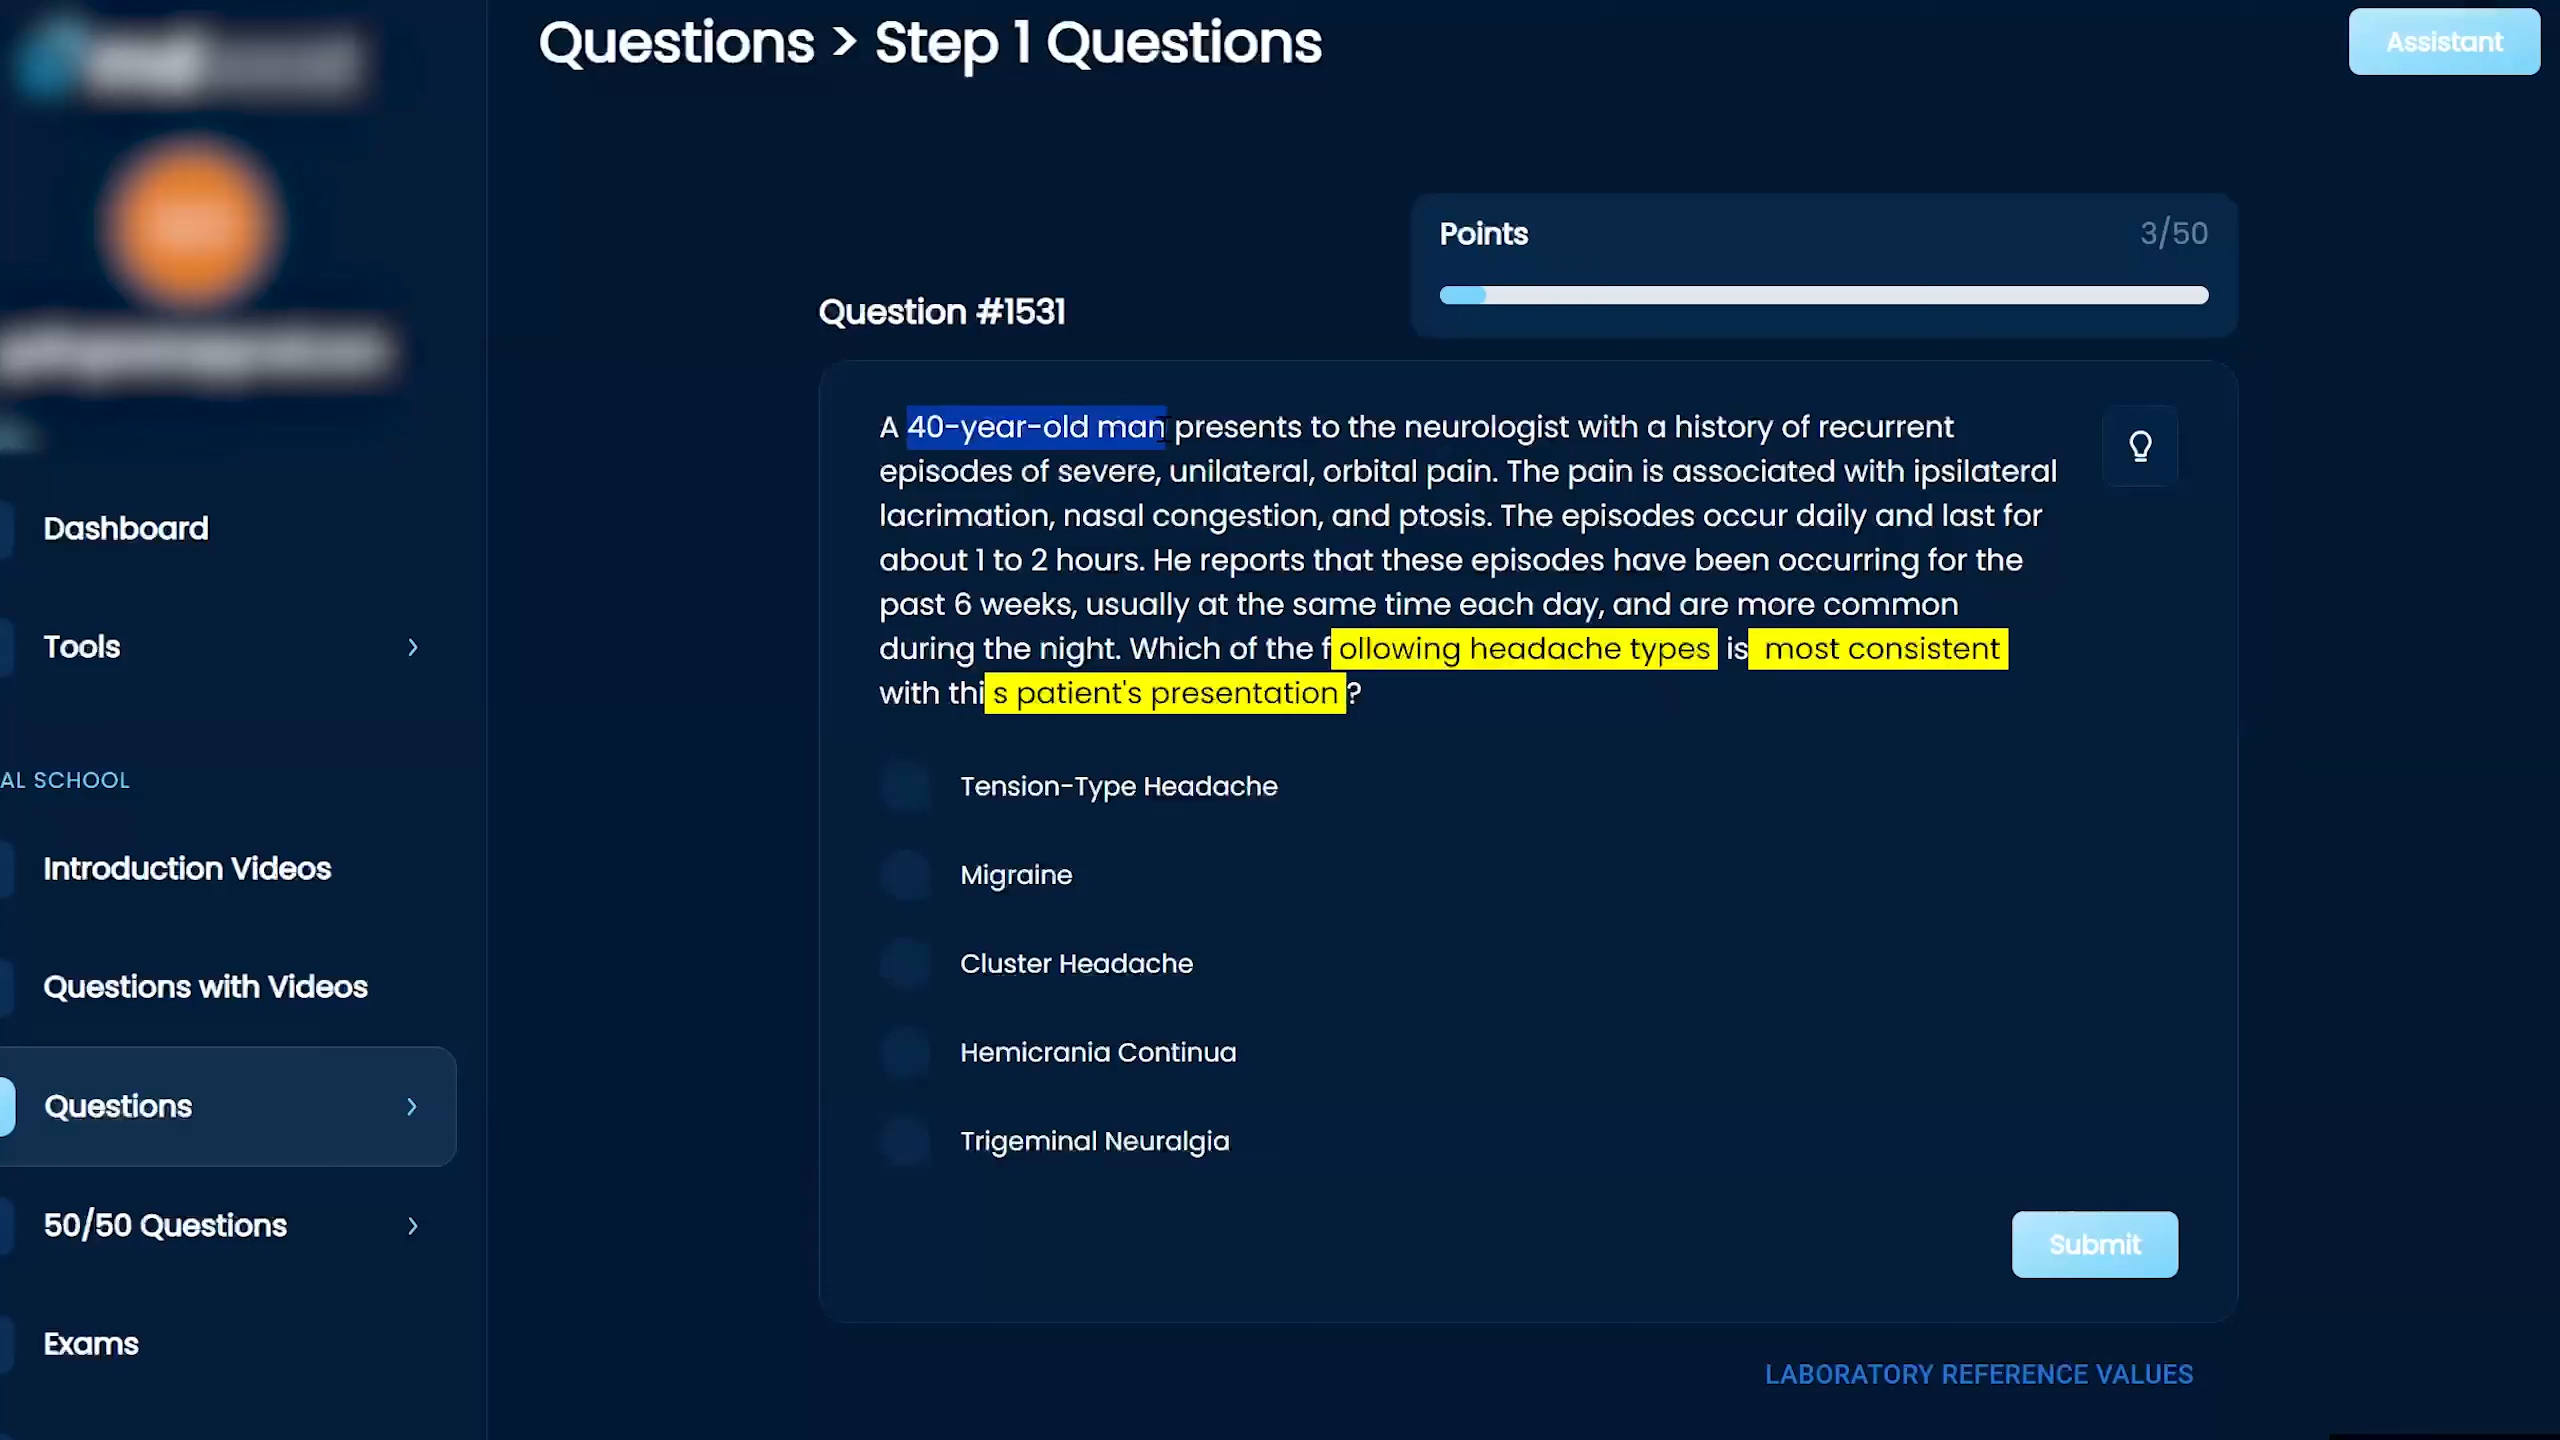 Questions > Step 1 Questions
Assistant
Points
3/50
Question #1531
A 40-year-old man presents to the neurologist with a history of recurrent
episodes of severe, unilateral, orbital pain. The pain is associated with ipsilateral
lacrimation, nasal congestion, and ptosis. The episodes occur daily and last for
about 1 to 2 hours. He reports that these episodes have been occurring for the
past 6 weeks, usually at the same time each day, and are more common
during the night. Which of the following headache types is most consistent
with this patient's presentation?
Tension-Type Headache
Migraine
Cluster Headache
Hemicrania Continua
Trigeminal Neuralgia
Submit
LABORATORY REFERENCE VALUES
Dashboard
Tools
AL SCHOOL
Introduction Videos
Questions with Videos
Questions
50/50 Questions
Exams